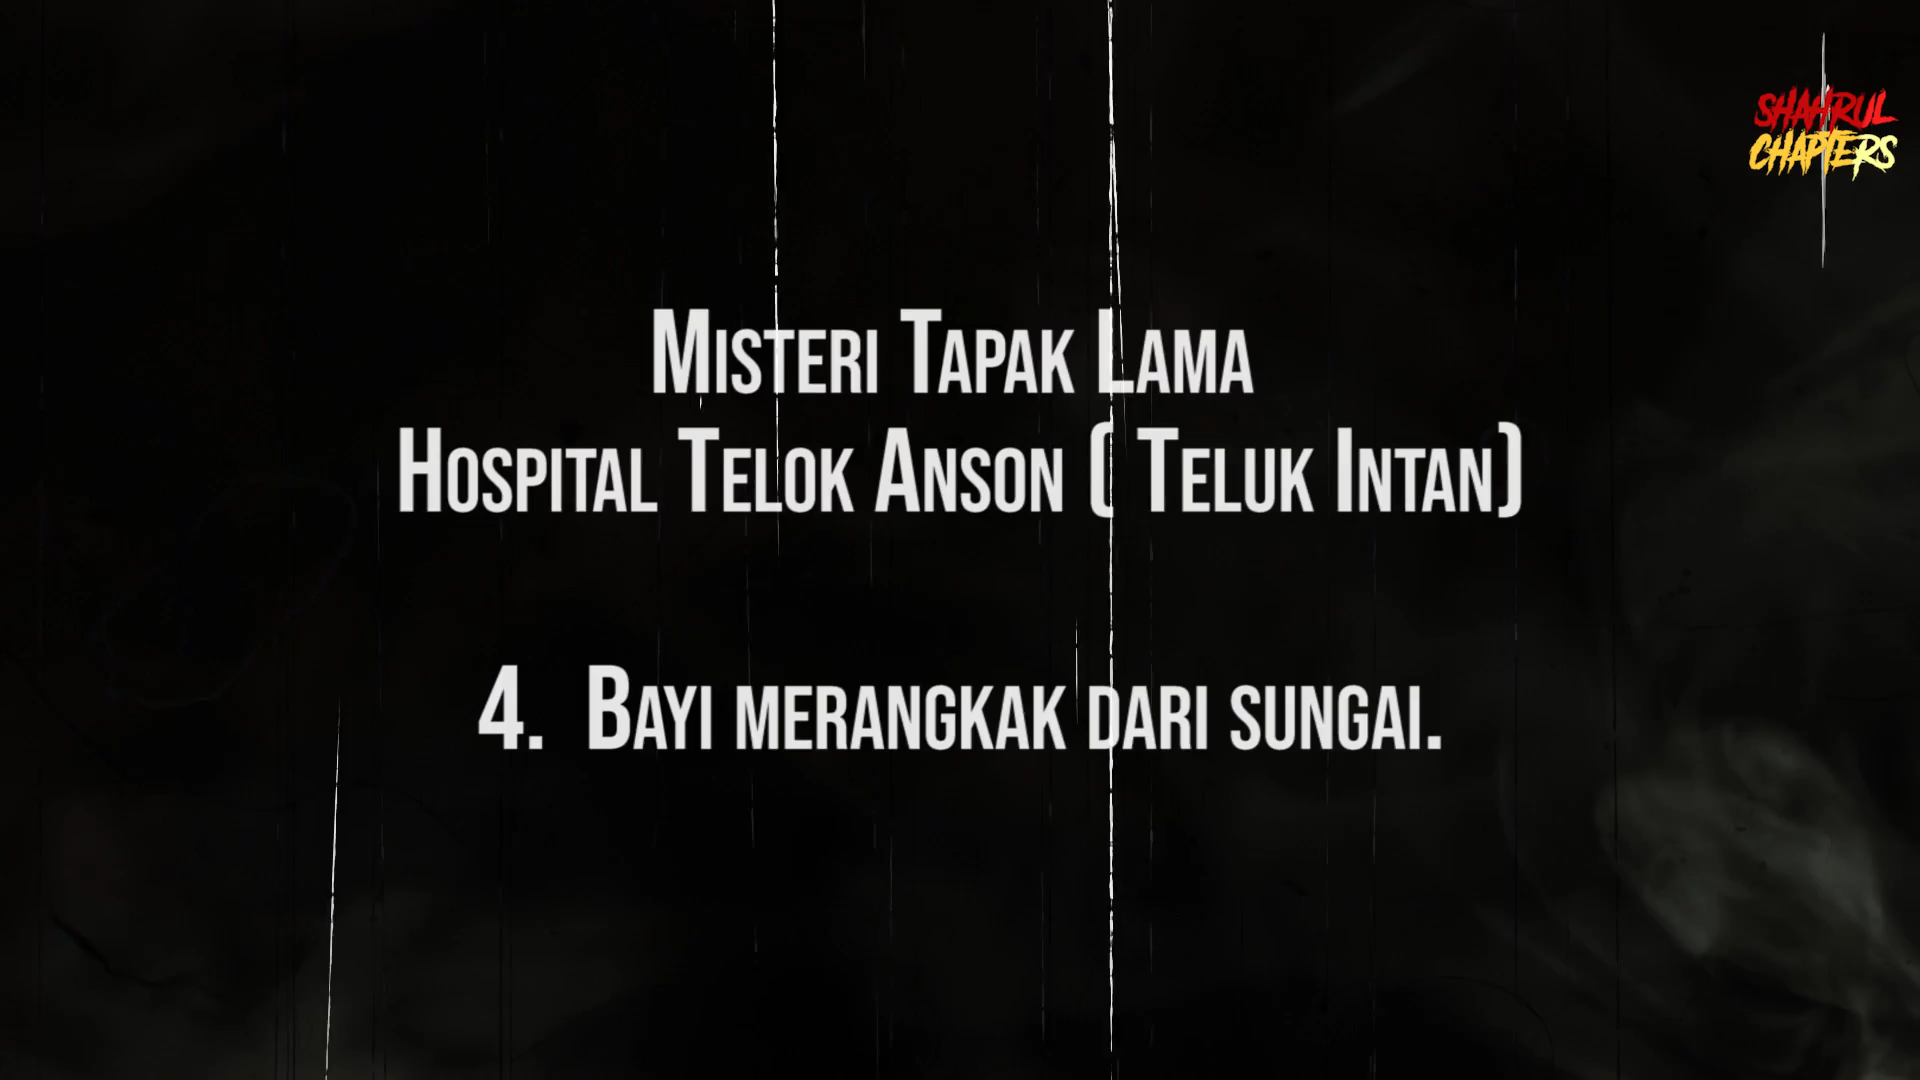 SHAHRUL
CHAPTERS
Misteri Tapak Lama
Hospital Telok Anson ( Teluk Intan)
4. Bayi merangkak dari sungai.